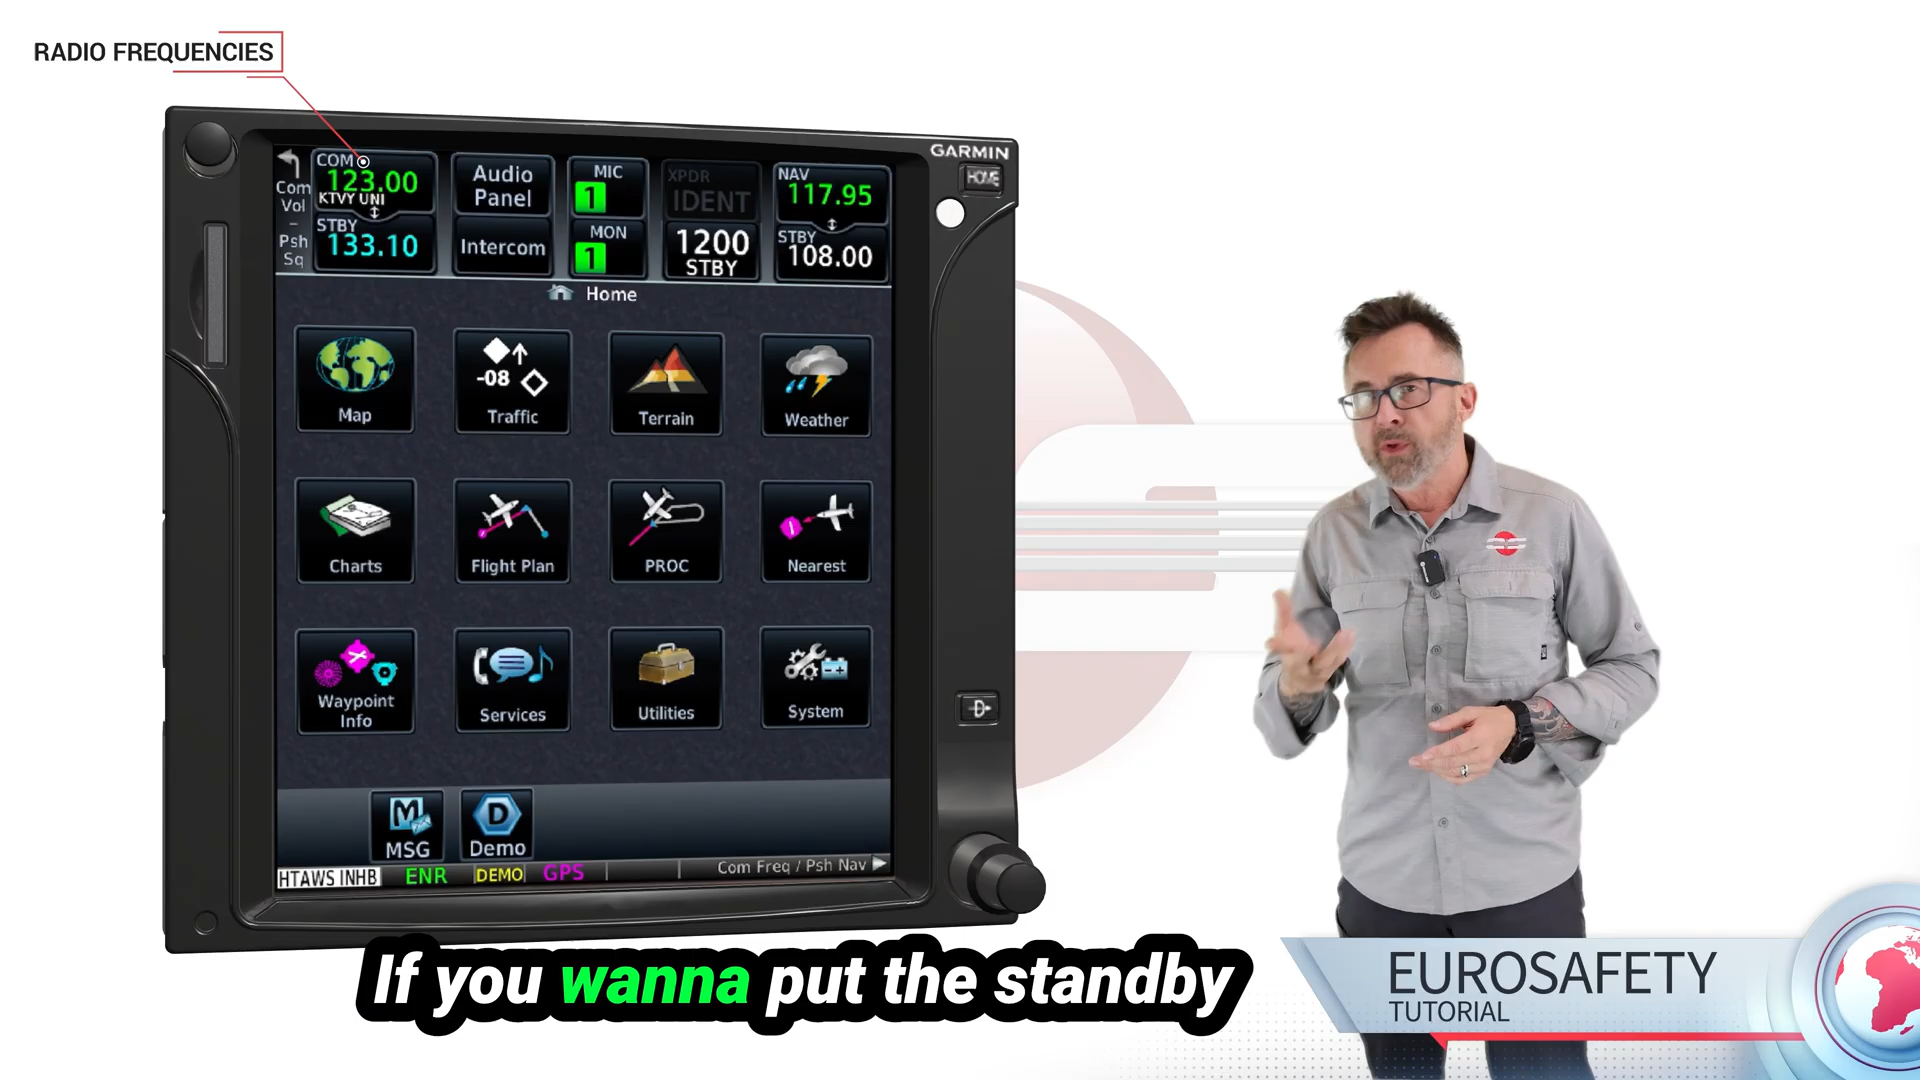 RADIO FREQUENCIES
GARMIN
HOME
Com
Vol
-
Psh
Sq
COM
123.00
KTVY UNI
STBY
133.10
Audio
Panel
Intercom
MIC
1
MON
1
XPDR
IDENT
1200
STBY
NAV
117.95
STBY
108.00
Home
Map
Traffic
-08
Terrain
Weather
Charts
Flight Plan
PROC
Nearest
Waypoint
Info
Services
Utilities
System
D
MSG
D
Demo
HTAWS INHB
ENR
DEMO
GPS
Com Freq / Psh Nav
If you wanna put the standby
EUROSAFETY
TUTORIAL